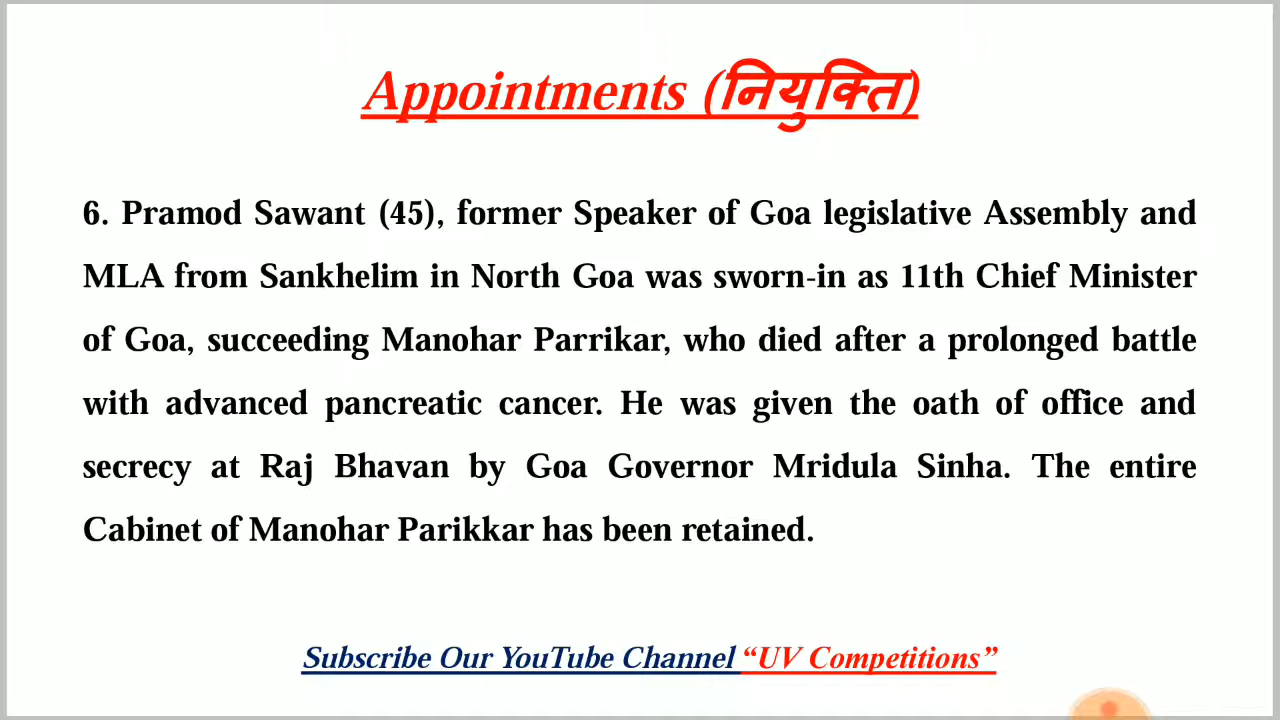 Appointments (नियुक्ति)
6. Pramod Sawant (45), former Speaker of Goa legislative Assembly and
MLA from Sankhelim in North Goa was sworn-in as 11th Chief Minister
of Goa, succeeding Manohar Parrikar, who died after a prolonged battle
with advanced pancreatic cancer. He was given the oath of office and
secrecy at Raj Bhavan by Goa Governor Mridula Sinha. The entire
Cabinet of Manohar Parikkar has been retained.
Subscribe Our YouTube Channel “UV Competitions”